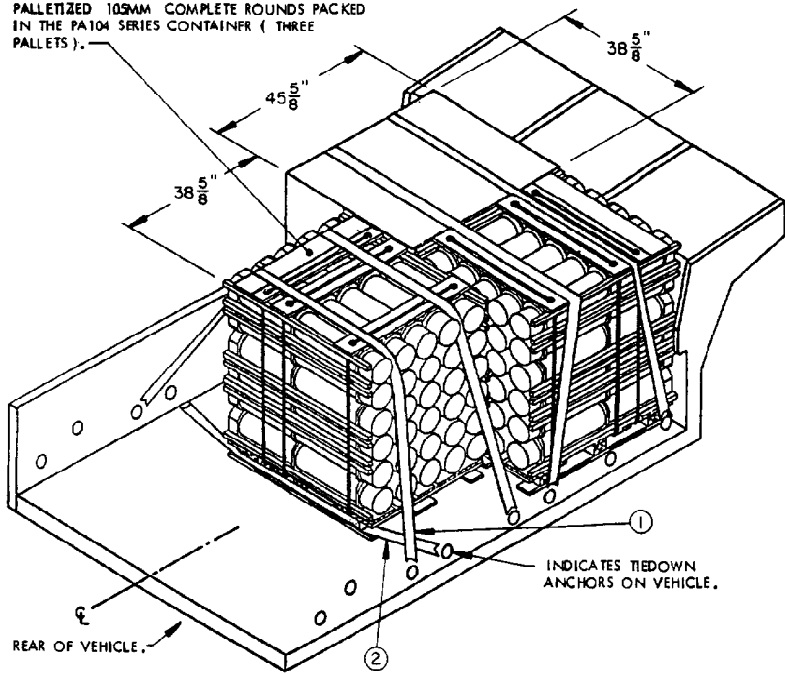 PALLETIZED 105MM COMPLETE ROUNDS PACKED
IN THE PA104 SERIES CONTAINER ( THREE
PALLETS ).
38 5/8"
45 5/8"
38 5/8"
1
INDICATES TIEDOWN
ANCHORS ON VEHICLE.
℄
REAR OF VEHICLE.
2